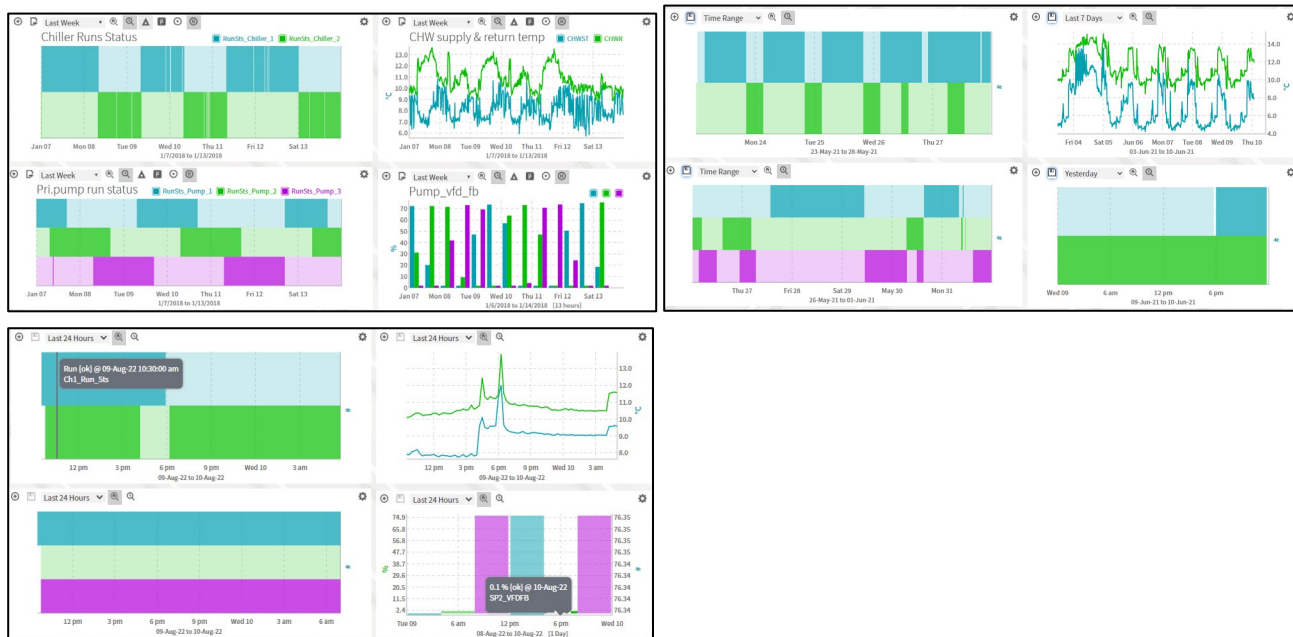 Last Week
Chiller Runs Status
RunSts_Chiller_1 RunSts_Chiller_2
Jan 07 Mon 08 Tue 09 Wed 10 Thu 11 Fri 12 Sat 13
1/7/2018 to 1/13/2018
Last Week
CHW supply & return temp
CHWST CHWR
13.0
12.0
11.0
10.0
9.0
8.0
7.0
6.0
°C
Jan 07 Mon 08 Tue 09 Wed 10 Thu 11 Fri 12 Sat 13
1/7/2018 to 1/13/2018
Last Week
Pri.pump run status
RunSts_Pump_1 RunSts_Pump_2 RunSts_Pump_3
Jan 07 Mon 08 Tue 09 Wed 10 Thu 11 Fri 12 Sat 13
1/7/2018 to 1/13/2018
Last Week
Pump_vfd_fb
70
60
50
40
30
20
10
0
%
Jan 07 Mon 08 Tue 09 Wed 10 Thu 11 Fri 12 Sat 13
1/6/2018 to 1/14/2018 [13 hours]
Time Range
#
Mon 24 Tue 25 Wed 26 Thu 27
23-May-21 to 28-May-21
Last 7 Days
14.0
12.0
10.0
8.0
6.0
4.0
°C
Fri 04 Sat 05 Jun 06 Mon 07 Tue 08 Wed 09 Thu 10
03-Jun-21 to 10-Jun-21
Time Range
#
Thu 27 Fri 28 Sat 29 May 30 Mon 31
26-May-21 to 01-Jun-21
Yesterday
#
Wed 09 6 am 12 pm 6 pm
09-Jun-21 to 10-Jun-21
Last 24 Hours
Run {ok} @ 09-Aug-22 10:30:00 am
Ch1_Run_Sts
#
12 pm 3 pm 6 pm 9 pm Wed 10 3 am
09-Aug-22 to 10-Aug-22
Last 24 Hours
13.0
12.0
11.0
10.0
9.0
8.0
°C
12 pm 3 pm 6 pm 9 pm Wed 10 3 am
09-Aug-22 to 10-Aug-22
Last 24 Hours
#
12 pm 3 pm 6 pm 9 pm Wed 10 3 am
09-Aug-22 to 10-Aug-22
Last 24 Hours
74.9 76.35
65.8 76.35
56.7 76.35
47.7 76.35
38.6 76.34
29.6 76.34
20.5 76.34
11.5 76.34
2.4 76.34
% #
0.1 % {ok} @ 10-Aug-22
SP2_VFDFB
Tue 09 6 am 12 pm 6 pm Wed 10
08-Aug-22 to 10-Aug-22 [1 Day]